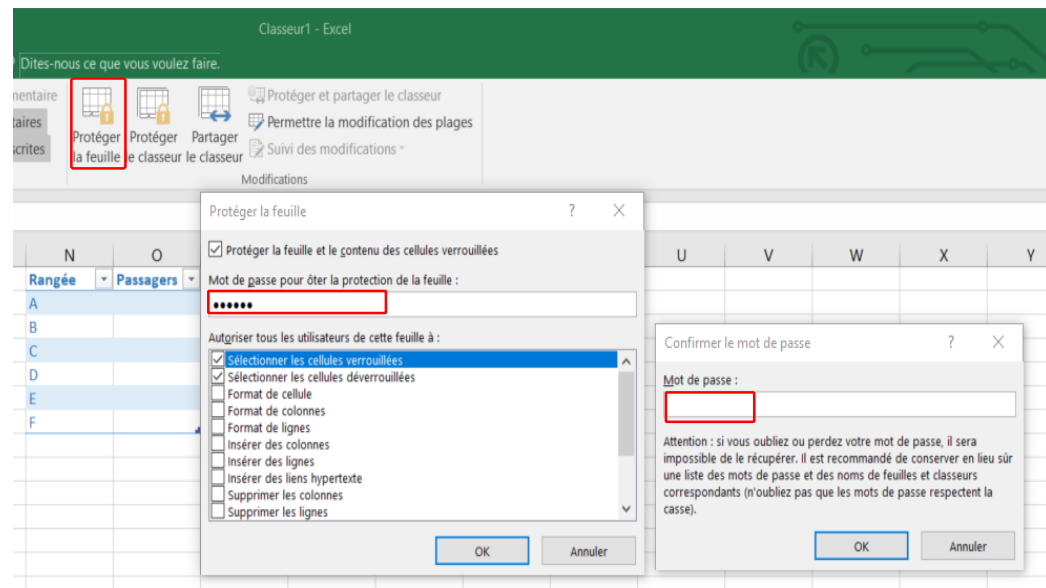 Classeur1 - Excel
Dites-nous ce que vous voulez faire.
Protéger la feuille
Protéger le classeur
Partager le classeur
Protéger et partager le classeur
Permettre la modification des plages
Suivi des modifications
Modifications
Protéger la feuille ? ×
Protéger la feuille et le contenu des cellules verrouillées
Mot de passe pour ôter la protection de la feuille :
••••••
Autoriser tous les utilisateurs de cette feuille à :
Sélectionner les cellules verrouillées
Sélectionner les cellules déverrouillées
Format de cellule
Format de colonnes
Format de lignes
Insérer des colonnes
Insérer des lignes
Insérer des liens hypertexte
Supprimer les colonnes
Supprimer les lignes
OK Annuler
N O U V W X Y
Rangée Passagers
A
B
C
D
E
F
Confirmer le mot de passe ? ×
Mot de passe :
Attention : si vous oubliez ou perdez votre mot de passe, il sera
impossible de le récupérer. Il est recommandé de conserver en lieu sûr
une liste des mots de passe et des noms de feuilles et classeurs
correspondants (n'oubliez pas que les mots de passe respectent la
casse).
OK Annuler